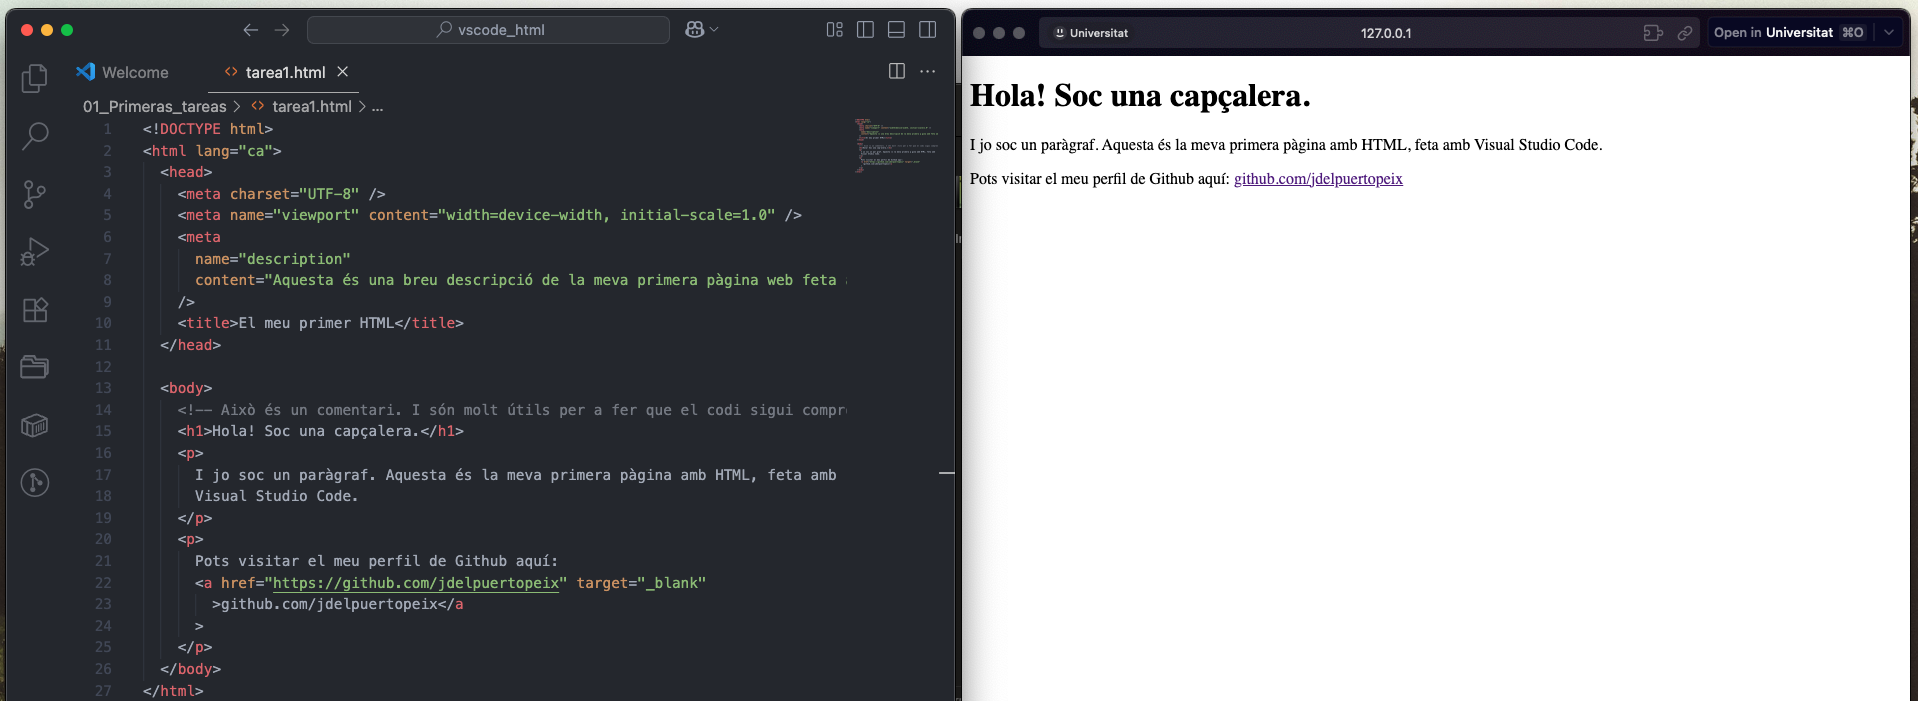 vscode_html
Welcome
tarea1.html
01_Primeras_tareas > tarea1.html > ...
1 <!DOCTYPE html>
2 <html lang="ca">
3 <head>
4 <meta charset="UTF-8" />
5 <meta name="viewport" content="width=device-width, initial-scale=1.0" />
6 <meta
7 name="description"
8 content="Aquesta és una breu descripció de la meva primera pàgina web feta
9 />
10 <title>El meu primer HTML</title>
11 </head>
12
13 <body>
14 <!-- Això és un comentari. I són molt útils per a fer que el codi sigui compr
15 <h1>Hola! Soc una capçalera.</h1>
16 <p>
17 I jo soc un paràgraf. Aquesta és la meva primera pàgina amb HTML, feta amb
18 Visual Studio Code.
19 </p>
20 <p>
21 Pots visitar el meu perfil de Github aquí:
22 <a href="https://github.com/jdelpuertopeix" target="_blank"
23 >github.com/jdelpuertopeix</a
24 >
25 </p>
26 </body>
27 </html>
Universitat
127.0.0.1
Open in Universitat ⌘O
Hola! Soc una capçalera.
I jo soc un paràgraf. Aquesta és la meva primera pàgina amb HTML, feta amb Visual Studio Code.
Pots visitar el meu perfil de Github aquí: github.com/jdelpuertopeix